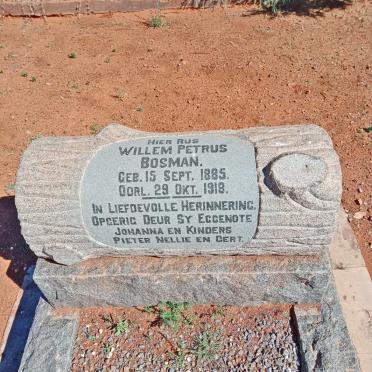 HIER RUS
WILLEM PETRUS
BOSMAN.
GEB. 15 SEPT. 1885.
OORL. 29 OKT. 1918.
IN LIEFDEVOLLE HERINNERING.
OPGERIG DEUR SY EGGENOTE
JOHANNA EN KINDERS
PIETER NELLIE EN GERT.